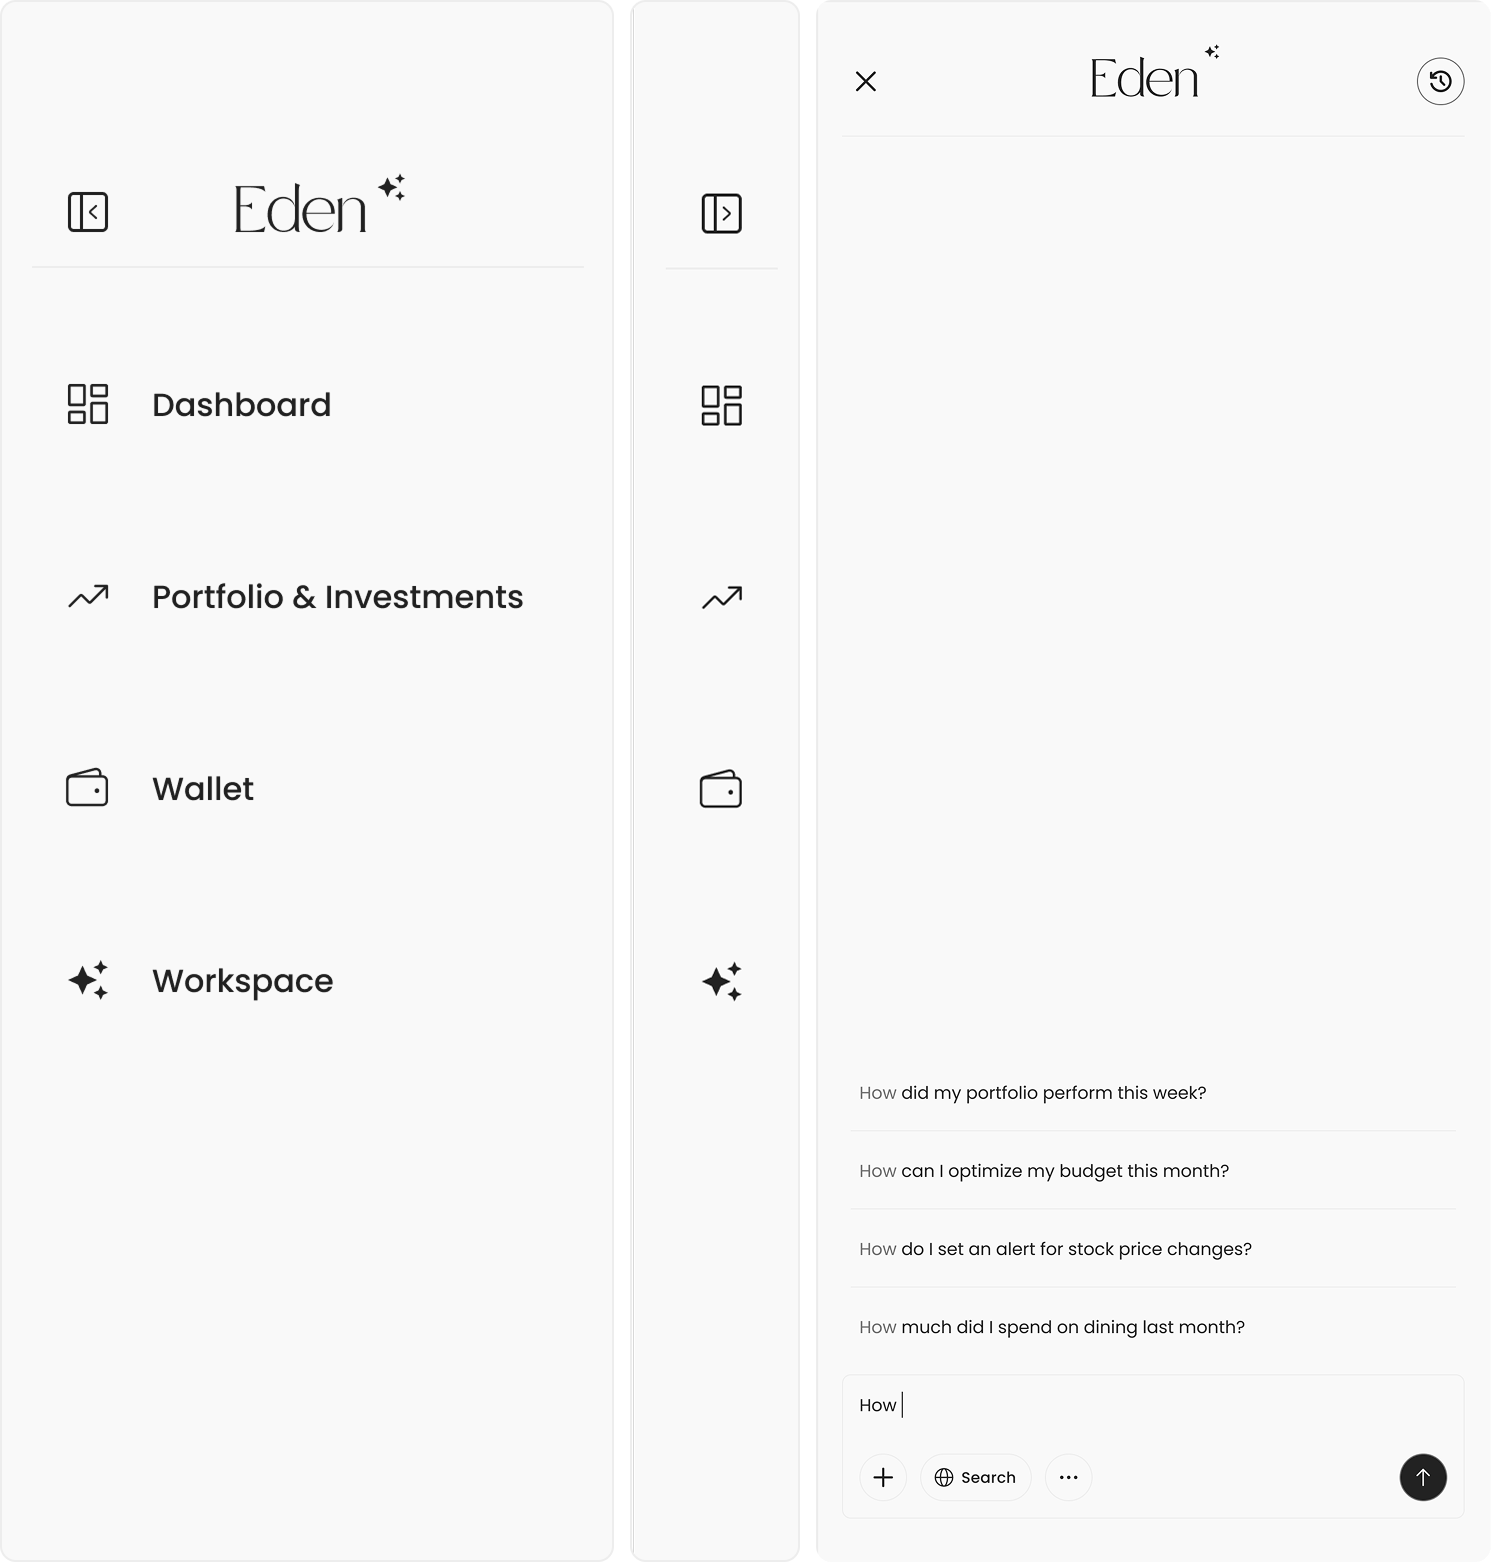 Eden
Dashboard
Portfolio & Investments
Wallet
Workspace
Eden
How did my portfolio perform this week?
How can I optimize my budget this month?
How do I set an alert for stock price changes?
How much did I spend on dining last month?
How
Search